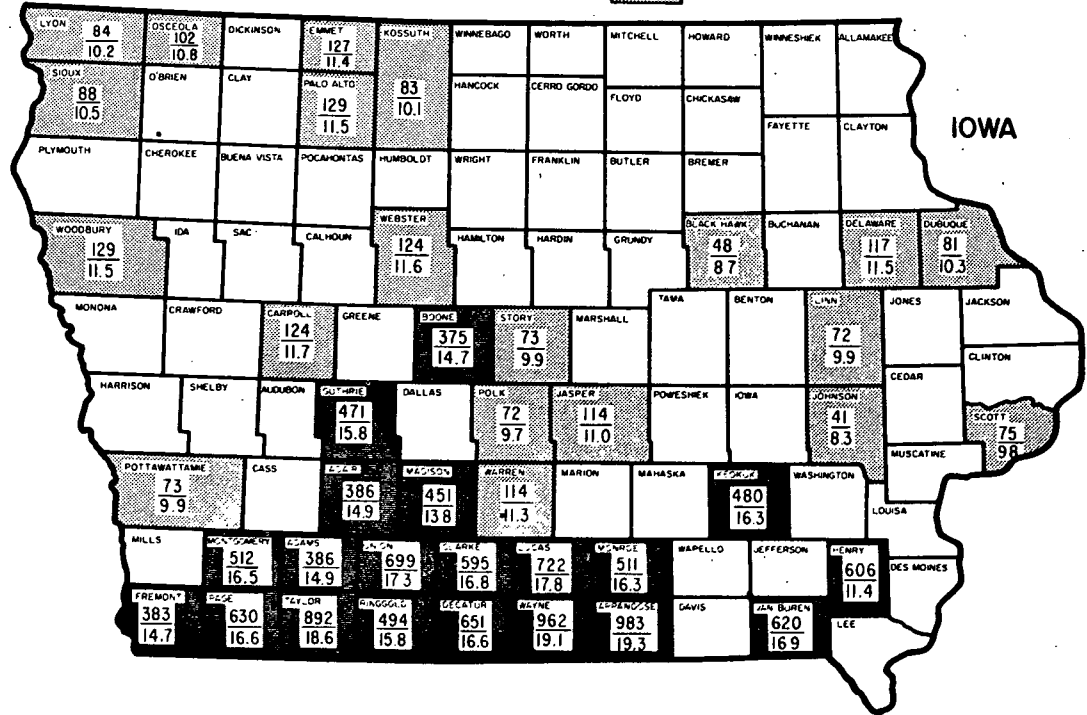 LYON 84 10.2
OSCEOLA 102 10.8
DICKINSON
EMMET 127 11.4
KOSSUTH 83 10.1
WINNEBAGO
WORTH
MITCHELL
HOWARD
WINNESHIEK
ALLAMAKEE
SIOUX 88 10.5
O'BRIEN
CLAY
PALO ALTO 129 11.5
HANCOCK
CERRO GORDO
FLOYD
CHICKASAW
FAYETTE
CLAYTON
IOWA
PLYMOUTH
CHEROKEE
BUENA VISTA
POCAHONTAS
HUMBOLDT
WRIGHT
FRANKLIN
BUTLER
BREMER
WOODBURY 129 11.5
IDA
SAC
CALHOUN
WEBSTER 124 11.6
HAMILTON
HARDIN
GRUNDY
BLACK HAWK 48 8.7
BUCHANAN
DELAWARE 117 11.5
DUBUQUE 81 10.3
MONONA
CRAWFORD
CARROLL 124 11.7
GREENE
BOONE 375 14.7
STORY 73 9.9
MARSHALL
TAMA
BENTON
LINN 72 9.9
JONES
JACKSON
CLINTON
CEDAR
HARRISON
SHELBY
AUDUBON
GUTHRIE 471 15.8
DALLAS
POLK 72 9.7
JASPER 114 11.0
POWESHIEK
IOWA
JOHNSON 41 8.3
SCOTT 75 98
MUSCATINE
POTTAWATTAMIE 73 9.9
CASS
ADAIR 386 14.9
MADISON 451 13.8
WARREN 114 11.3
MARION
MAHASKA
KEOKUK 480 16.3
WASHINGTON
LOUISA
MILLS
MONTGOMERY 512 16.5
ADAMS 386 14.9
UNION 699 17.3
CLARKE 595 16.8
LUCAS 722 17.8
MONROE 511 16.3
WAPELLO
JEFFERSON
HENRY 606 11.4
DES MOINES
FREMONT 383 14.7
PAGE 630 16.6
TAYLOR 892 18.6
RINGGOLD 494 15.8
DECATUR 651 16.6
WAYNE 962 19.1
APPANOOSE 983 19.3
DAVIS
VAN BUREN 620 16.9
LEE